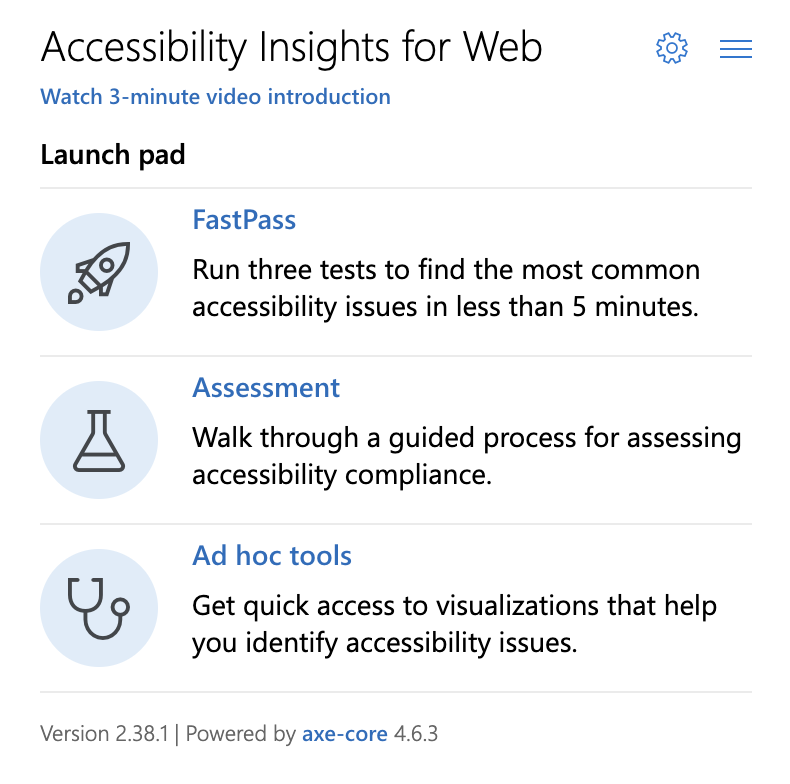 Accessibility Insights for Web
Watch 3-minute video introduction
Launch pad
FastPass
Run three tests to find the most common
accessibility issues in less than 5 minutes.
Assessment
Walk through a guided process for assessing
accessibility compliance.
Ad hoc tools
Get quick access to visualizations that help
you identify accessibility issues.
Version 2.38.1 | Powered by axe-core 4.6.3